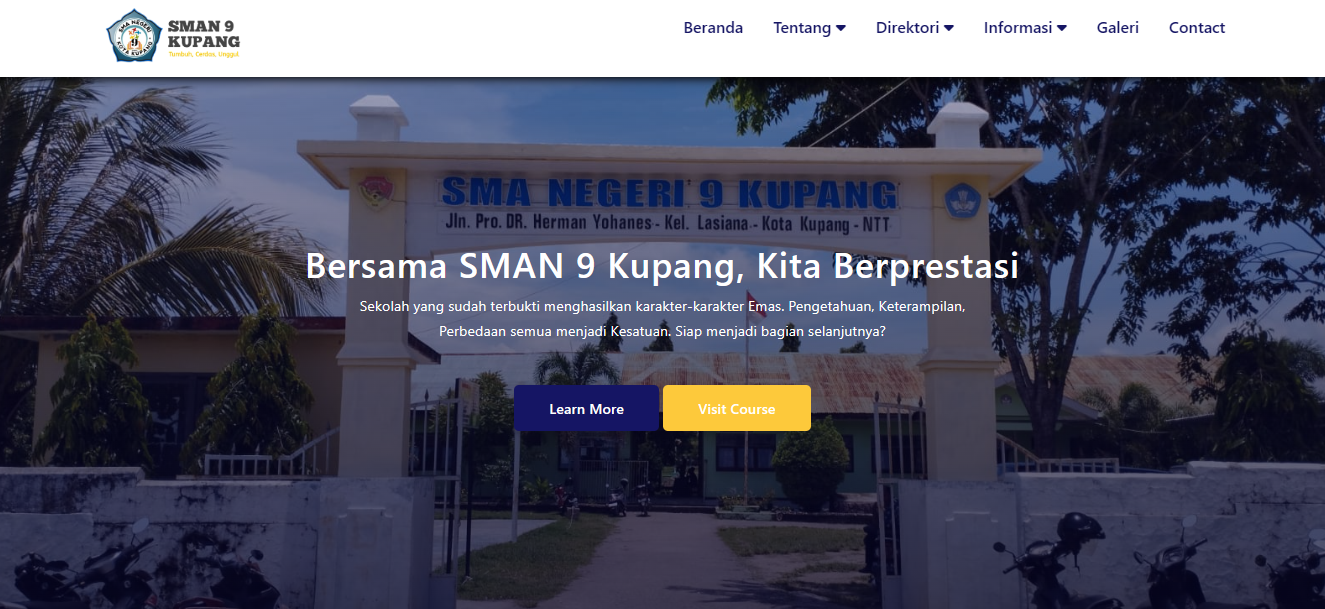 SMA NEGERI
9
KOTA KUPANG
SMAN 9
KUPANG
Tumbuh, Cerdas, Unggul
Beranda Tentang Direktori Informasi Galeri Contact
SMA NEGERI 9 KUPANG
Jln. Pro. DR. Herman Yohanes - Kel. Lasiana - Kota Kupang - NTT
Bersama SMAN 9 Kupang, Kita Berprestasi
Sekolah yang sudah terbukti menghasilkan karakter-karakter Emas. Pengetahuan, Keterampilan,
Perbedaan semua menjadi Kesatuan. Siap menjadi bagian selanjutnya?
Learn More Visit Course